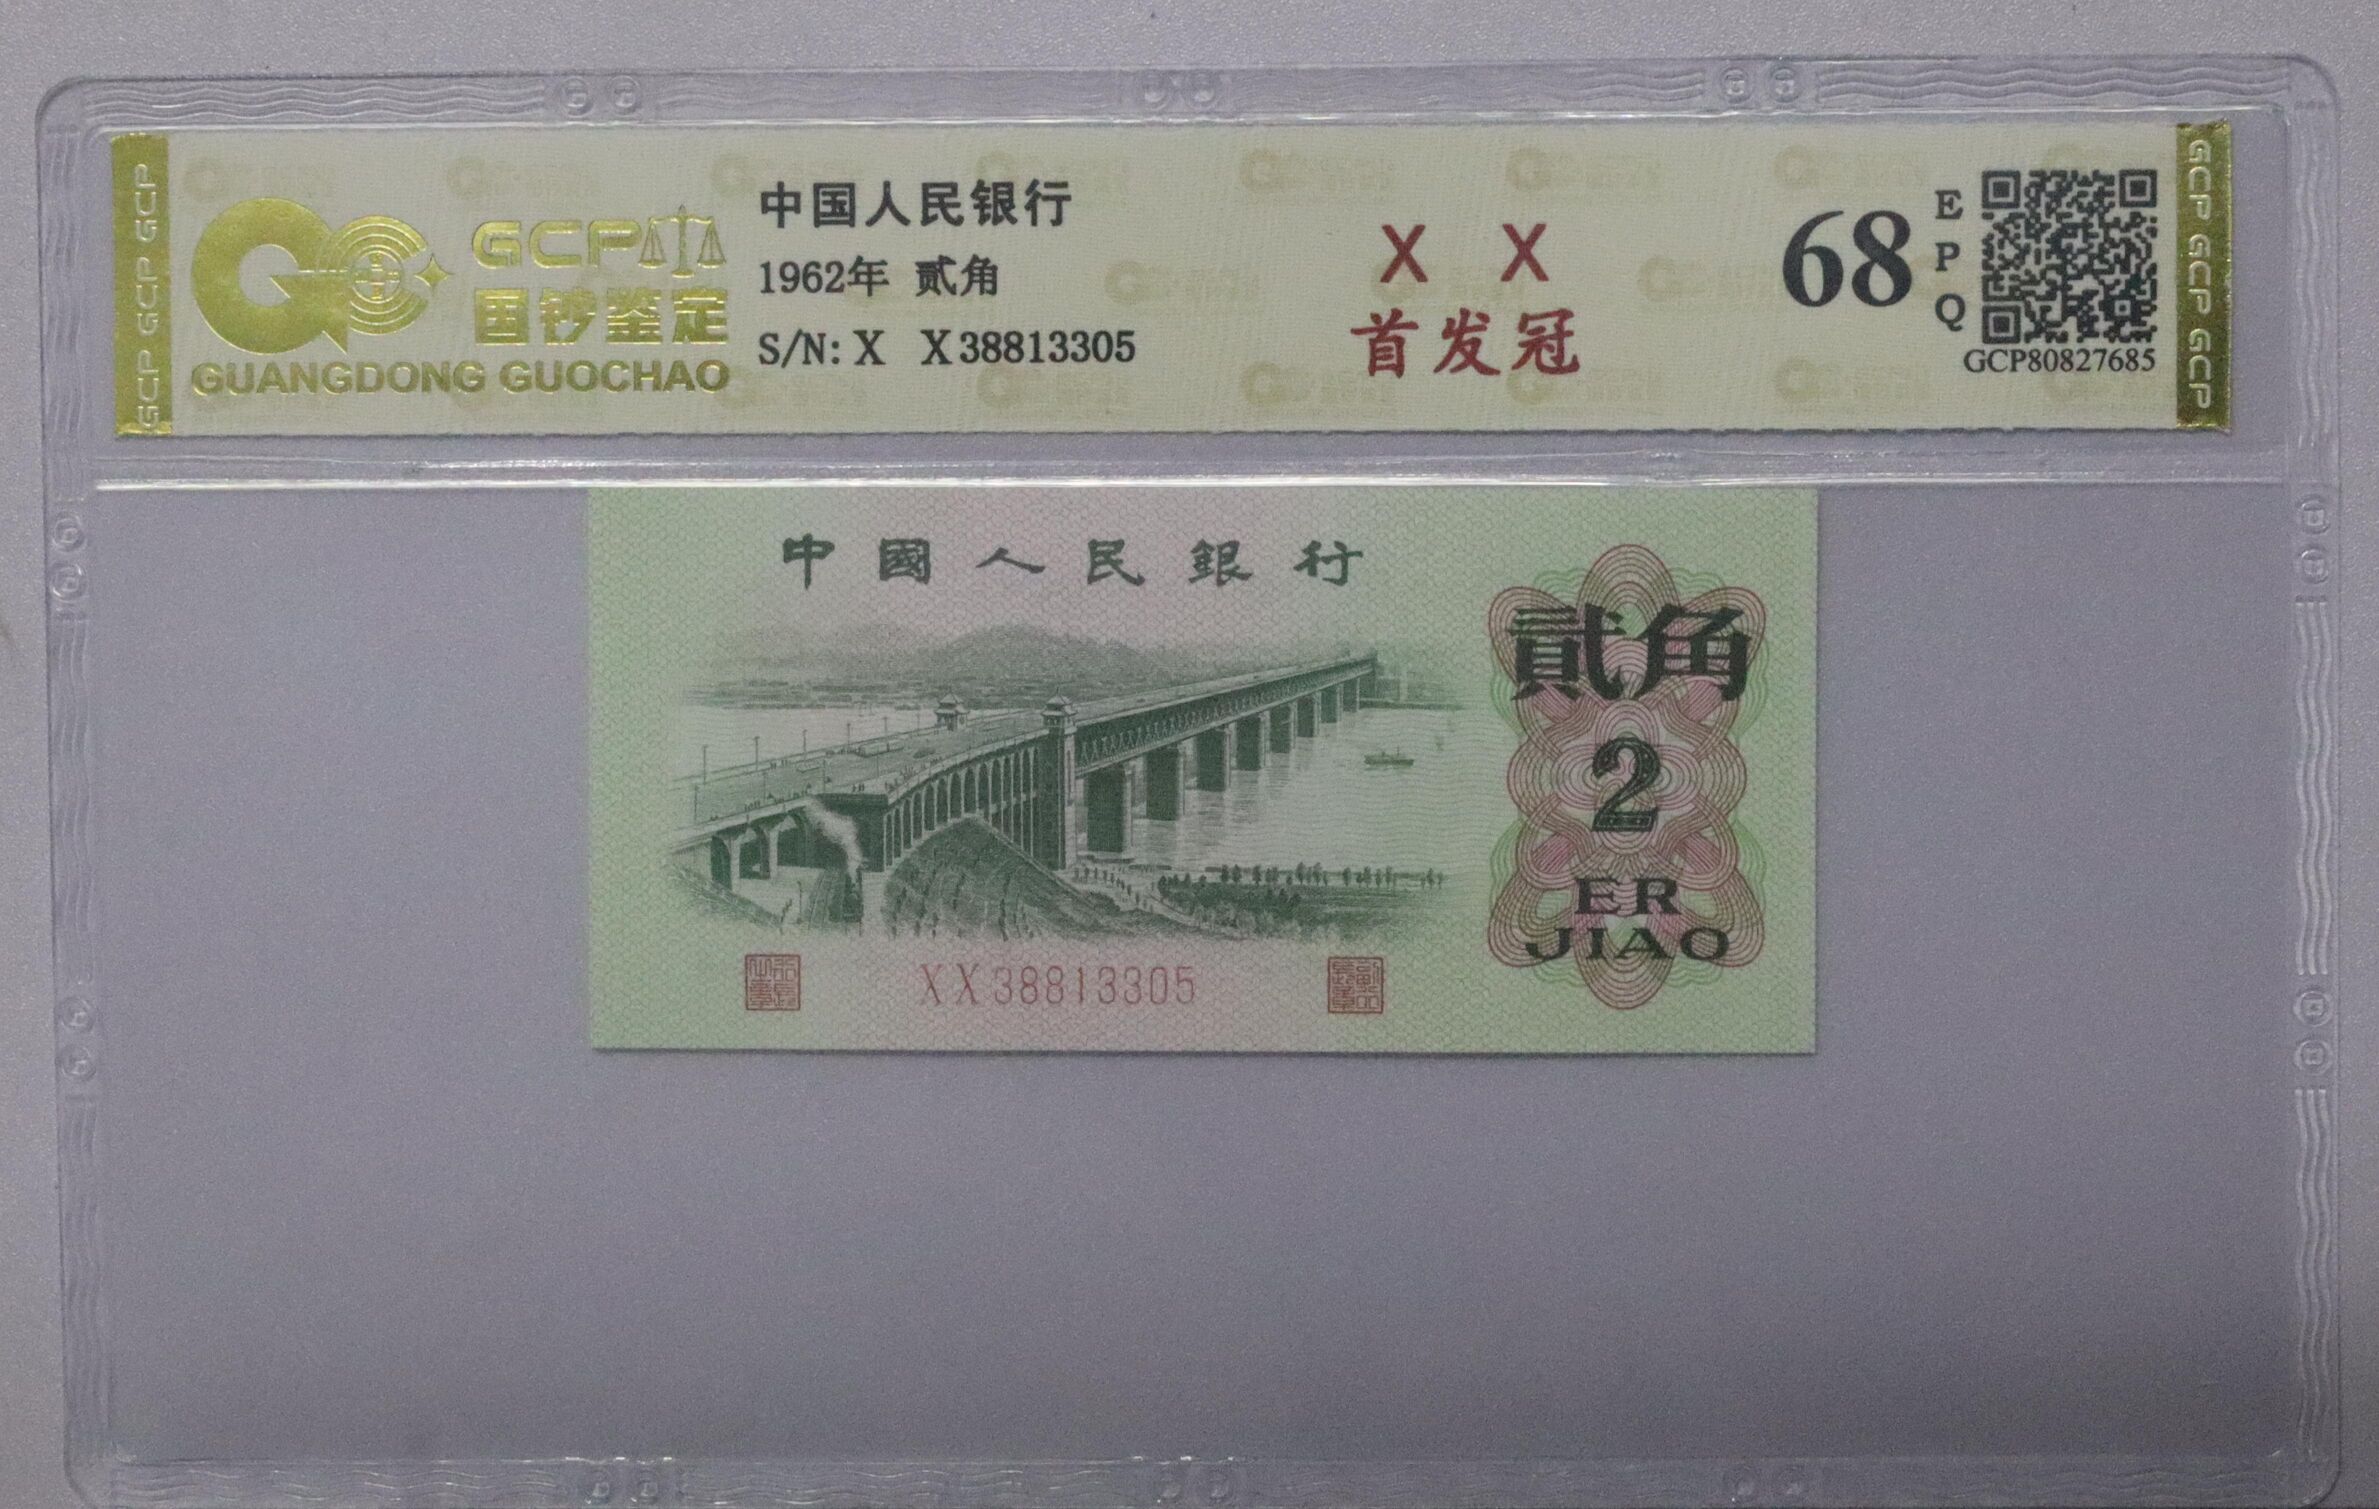 GCP GCP GCP
GCP
国钞鉴定
GUANGDONG GUOCHAO
中国人民银行
1962年 贰角
S/N: X X38813305
X X
首发冠
68
EPQ
GCP80827685
GCP GCP GCP
中國人民銀行
貳角
2
ER
JIAO
XX38813305